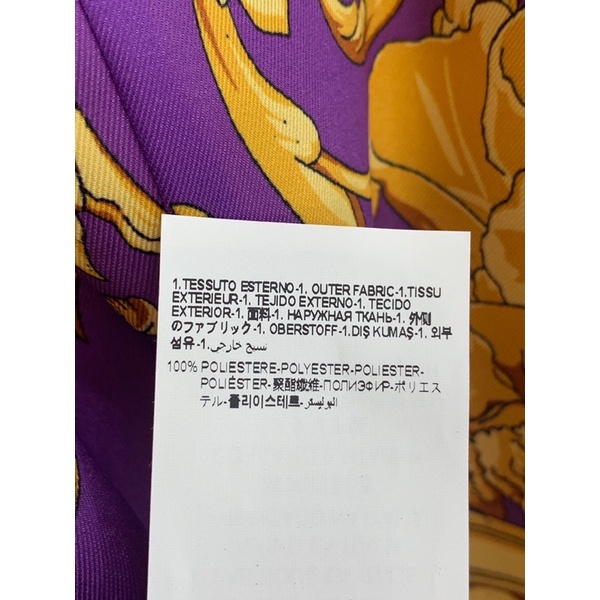 1.TESSUTO ESTERNO-1. OUTER FABRIC-1.TISSU
EXTERIEUR-1. TEJIDO EXTERNO-1. TECIDO
EXTERIOR-1. 面料-1. НАРУЖНАЯ ТКАНЬ-1. 外側
のファブリック-1. OBERSTOFF-1.DIŞ KUMAŞ-1. 외부
섬유-1.نسيج خارجي
100% POLIESTERE-POLYESTER-POLIESTER-
POLIÉSTER-聚酯纖维-ПОЛИЭФИР-ポリエス
テル-폴리이스테르-البوليستر